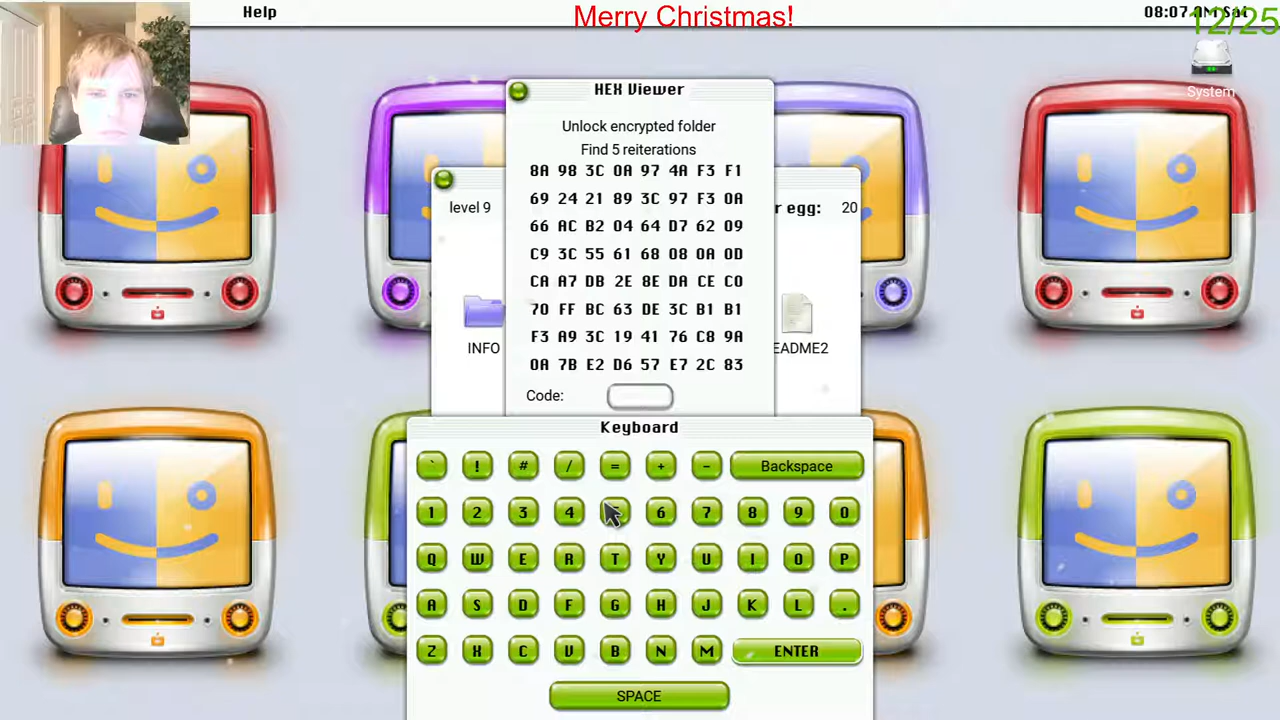 Help
Merry Christmas!
12/25
System
HEX Viewer
Unlock encrypted folder
Find 5 reiterations
8A 98 3C 0A 97 4A F3 F1
69 24 21 89 3C 97 F3 0A
66 AC B2 04 64 D7 62 09
C9 3C 55 61 68 08 0A 0D
CA A7 DB 2E 8E DA CE C0
70 FF BC 63 DE 3C B1 B1
F3 A9 3C 19 41 76 C8 9A
0A 7B E2 D6 57 E7 2C 83
Code:
level 9
r egg: 20
INFO
EADME2
Keyboard
` ! # / = + - Backspace
1 2 3 4 6 7 8 9 0
Q W E R T Y U I O P
A S D F G H J K L .
Z X C V B N M ENTER
SPACE